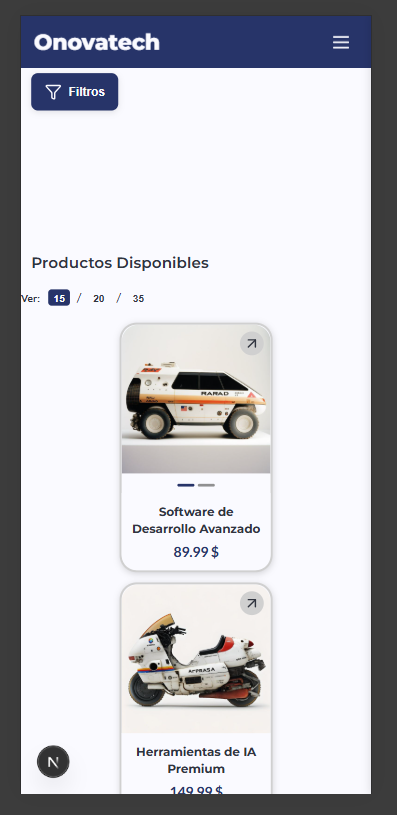 Onovatech
Filtros
Productos Disponibles
Ver: 15 / 20 / 35
RARAD
Software de
Desarrollo Avanzado
89.99 $
AMPRASA
Herramientas de IA
Premium
149.99 $
N